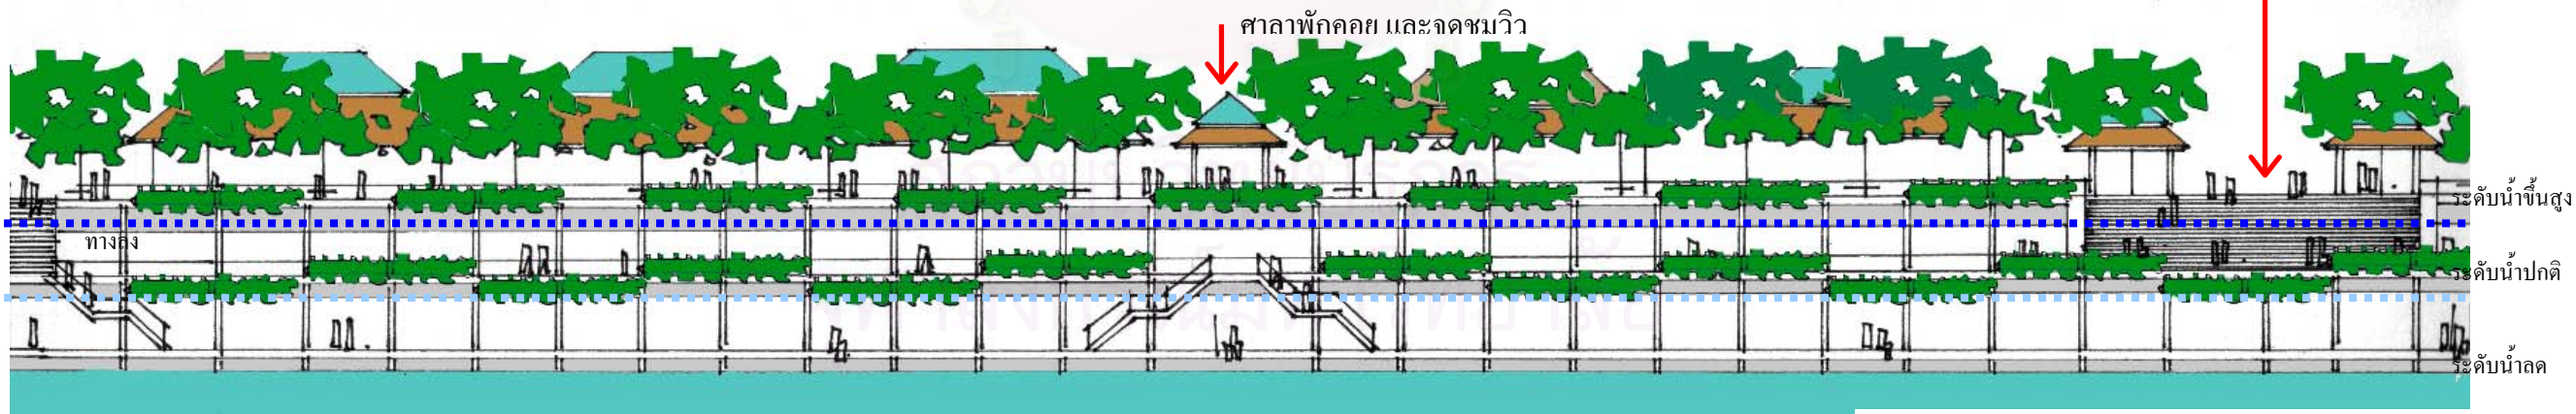 ศาลาพักคอย และจุดชมวิว
ระดับน้ำขึ้นสูง
ทางลง
ระดับน้ำปกติ
ระดับน้ำลด